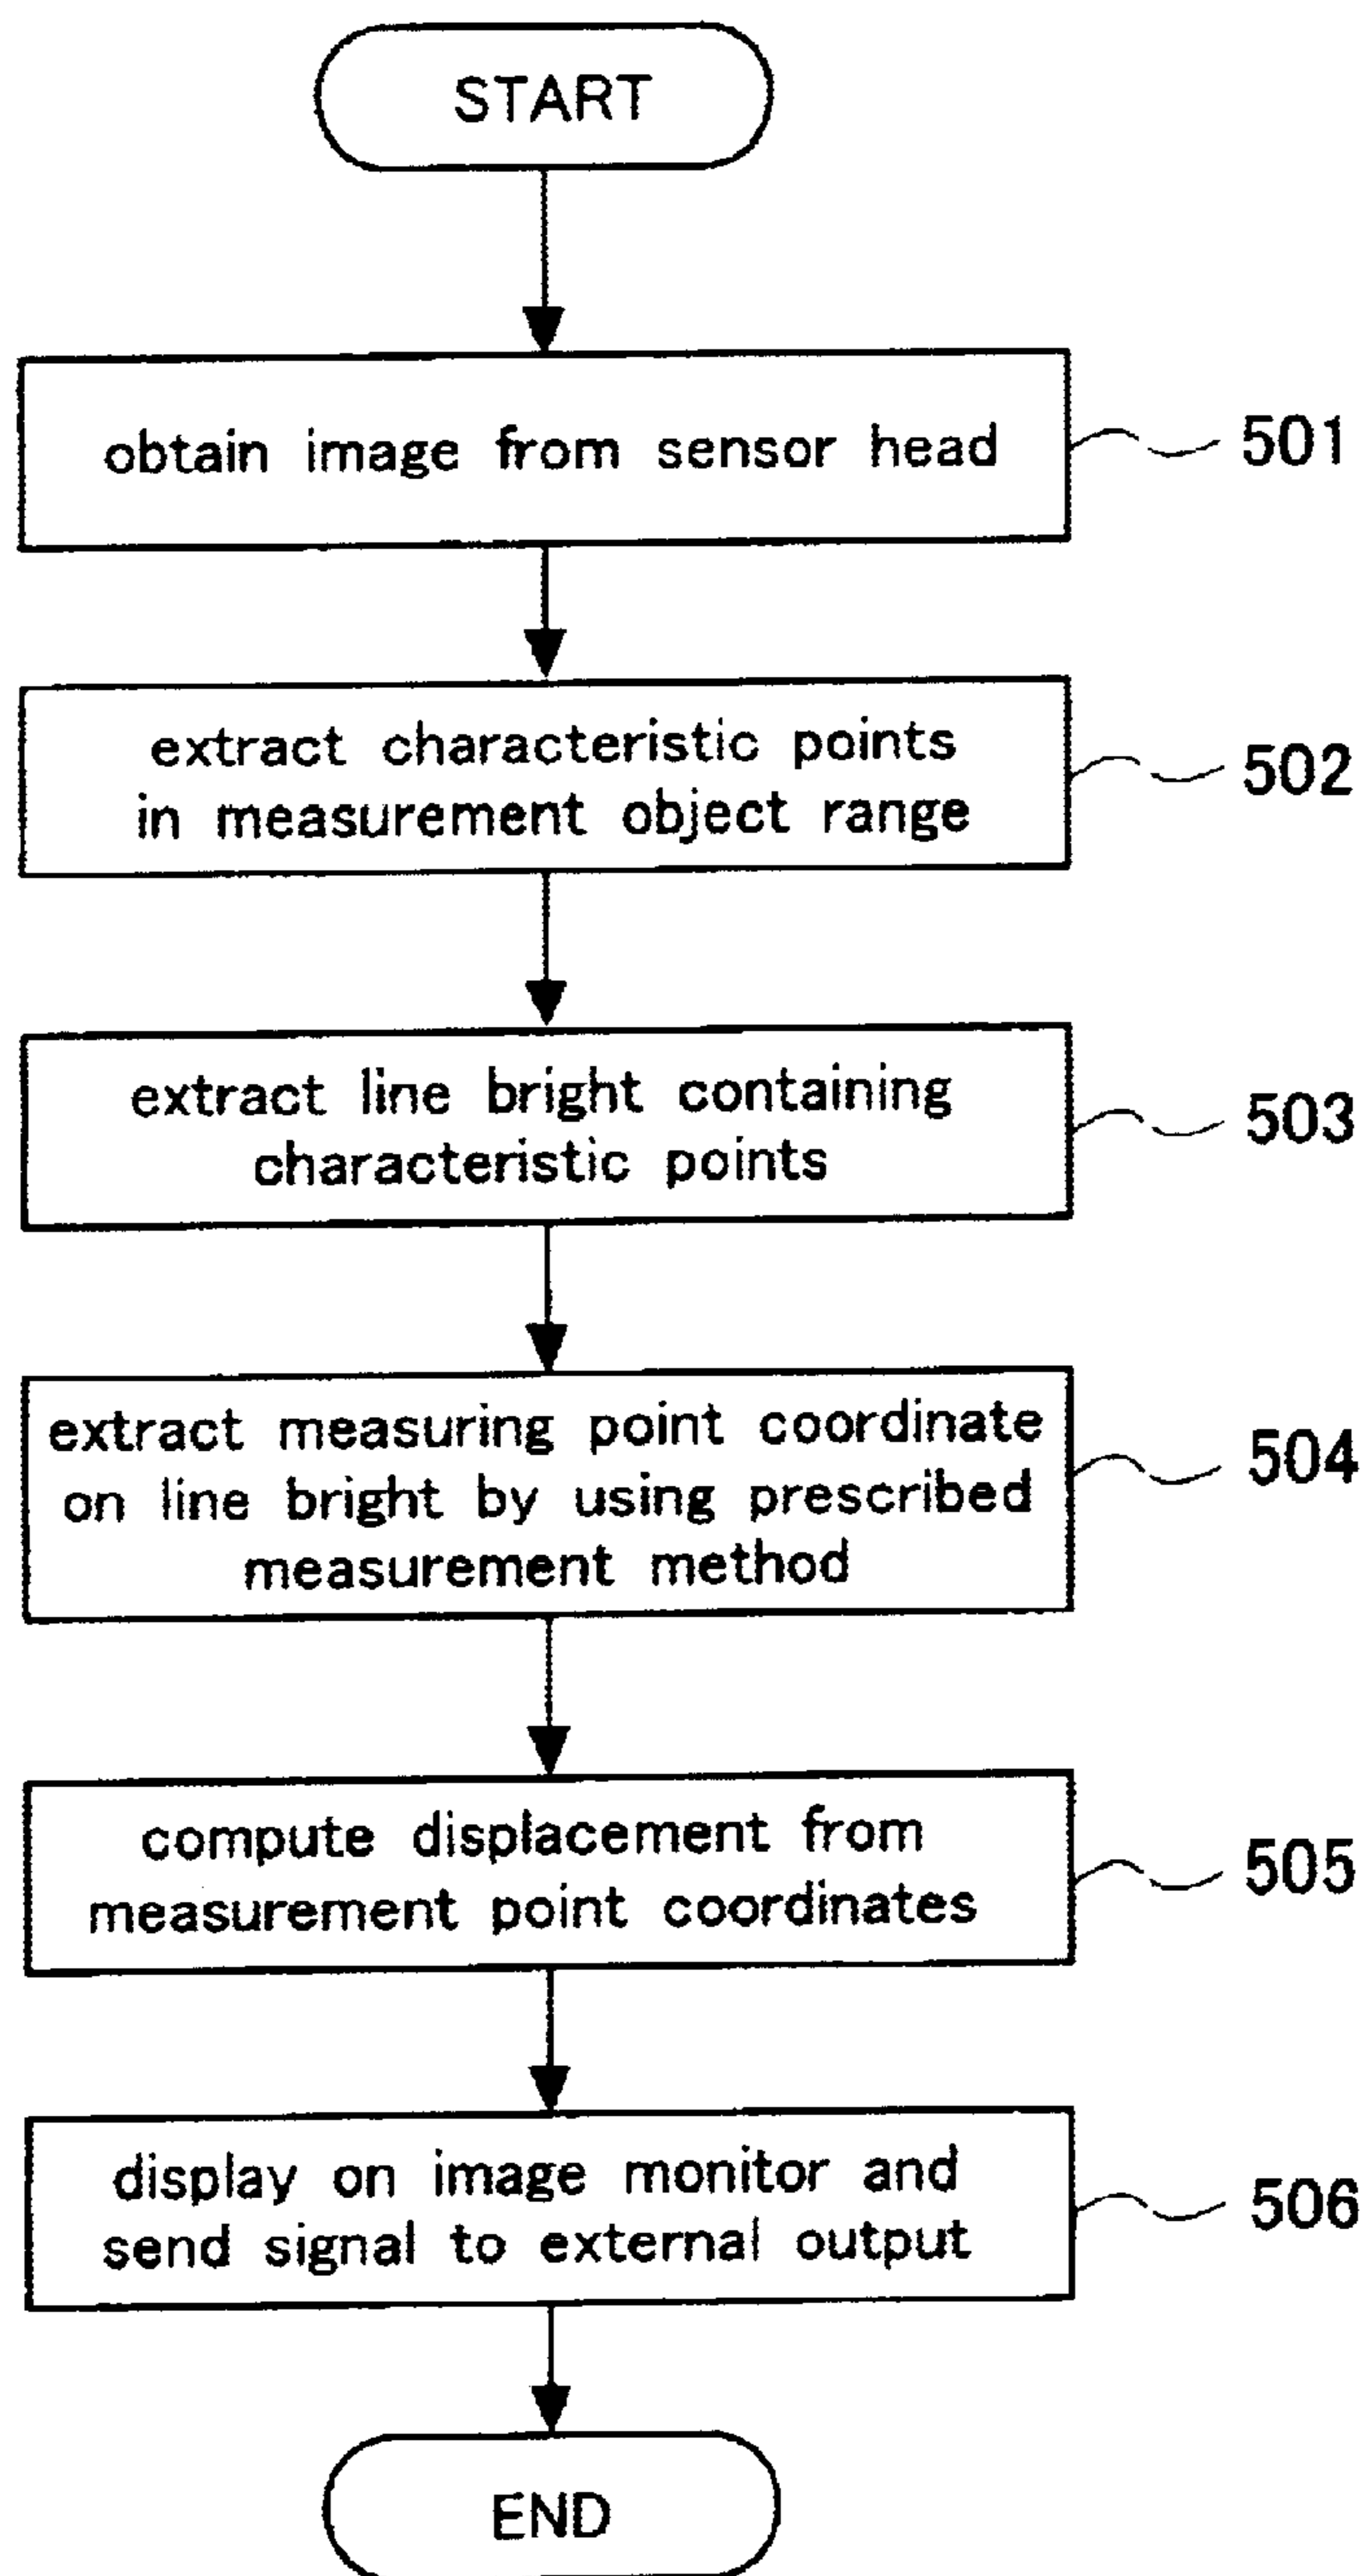 START
obtain image from sensor head
501
extract characteristic points
in measurement object range
502
extract line bright containing
characteristic points
503
extract measuring point coordinate
on line bright by using prescribed
measurement method
504
compute displacement from
measurement point coordinates
505
display on image monitor and
send signal to external output
506
END